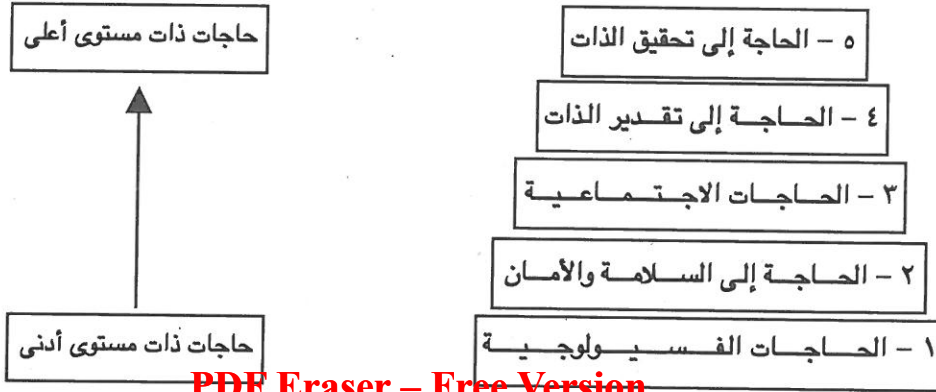 ٥ – الحاجة إلى تحقيق الذات
حاجات ذات مستوى أعلى
٤ – الحاجة إلى تقدير الذات
٣ – الحاجات الاجتماعية
٢ – الحاجة إلى السلامة والأمان
١ – الحاجات الفسيولوجية
حاجات ذات مستوى أدنى
PDF Eraser – Free Version